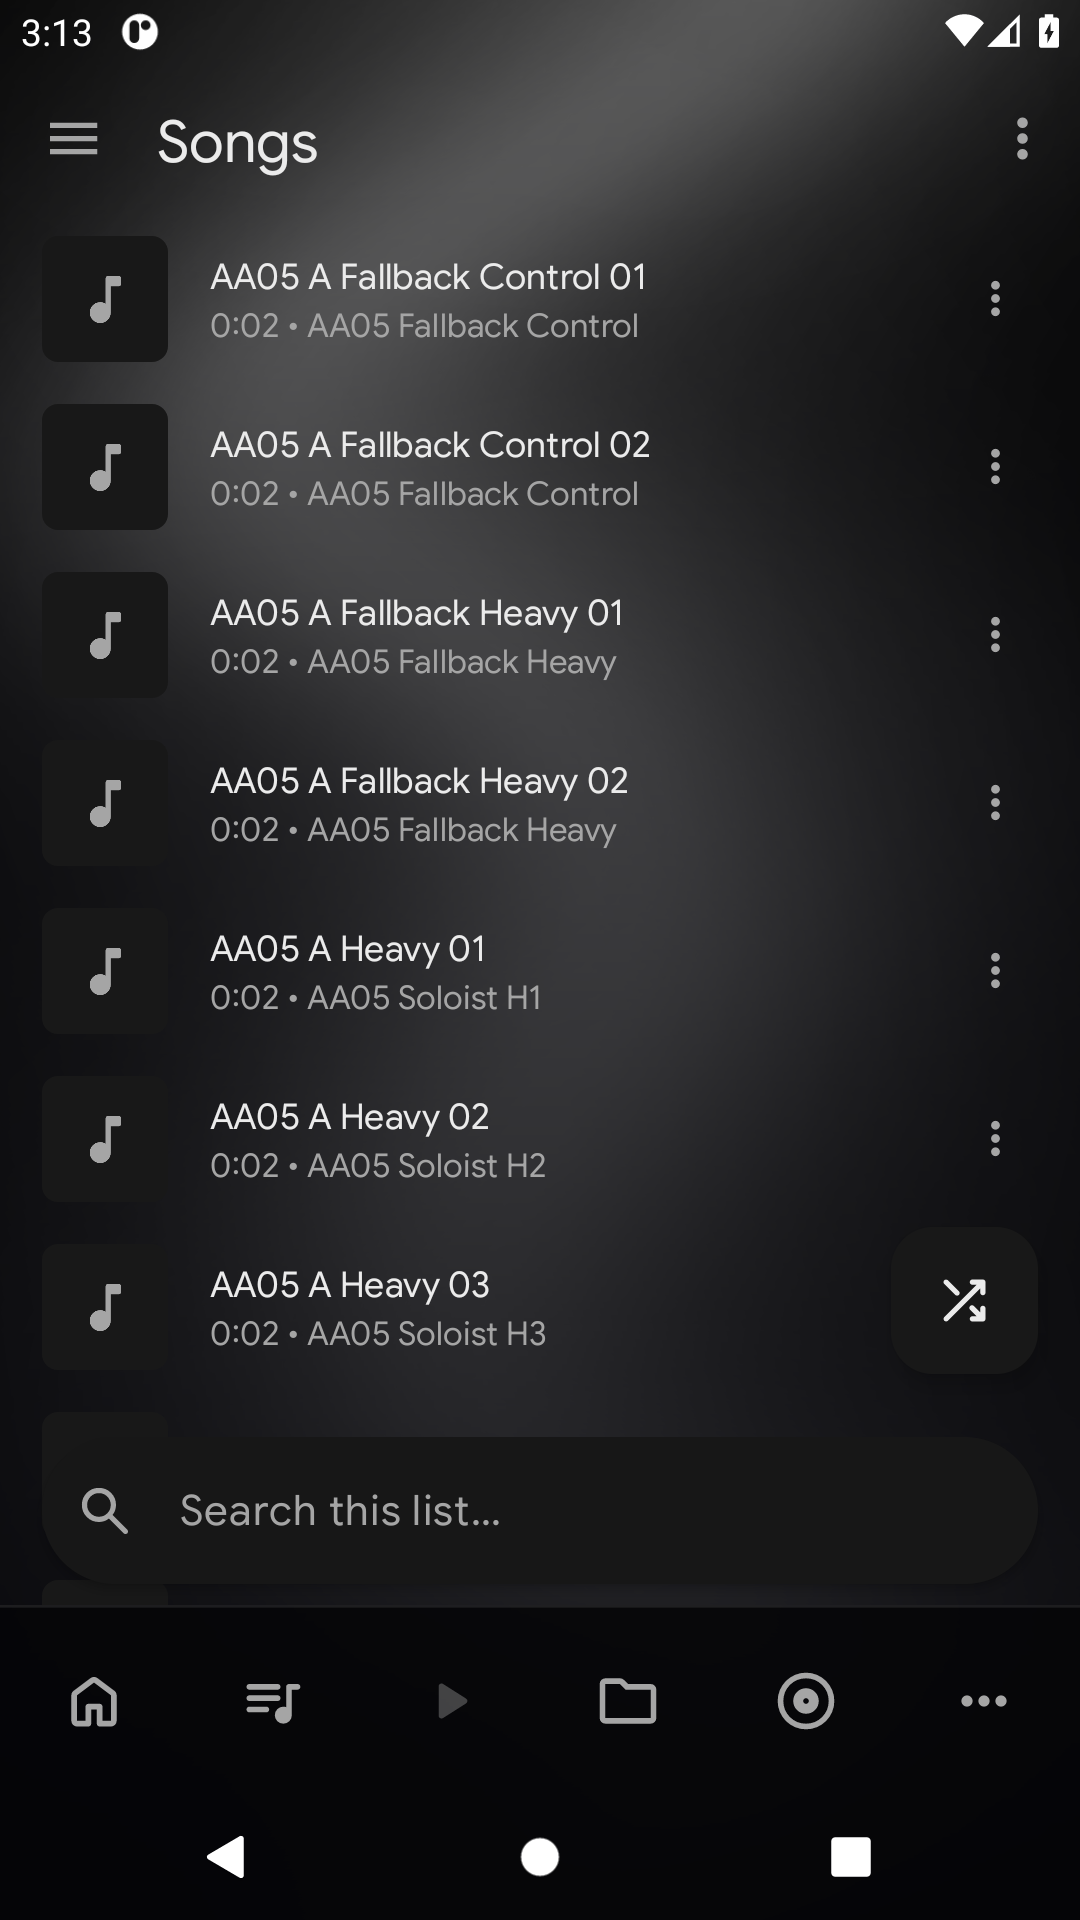 3:13
Songs
AA05 A Fallback Control 01
0:02 • AA05 Fallback Control
AA05 A Fallback Control 02
0:02 • AA05 Fallback Control
AA05 A Fallback Heavy 01
0:02 • AA05 Fallback Heavy
AA05 A Fallback Heavy 02
0:02 • AA05 Fallback Heavy
AA05 A Heavy 01
0:02 • AA05 Soloist H1
AA05 A Heavy 02
0:02 • AA05 Soloist H2
AA05 A Heavy 03
0:02 • AA05 Soloist H3
Search this list...